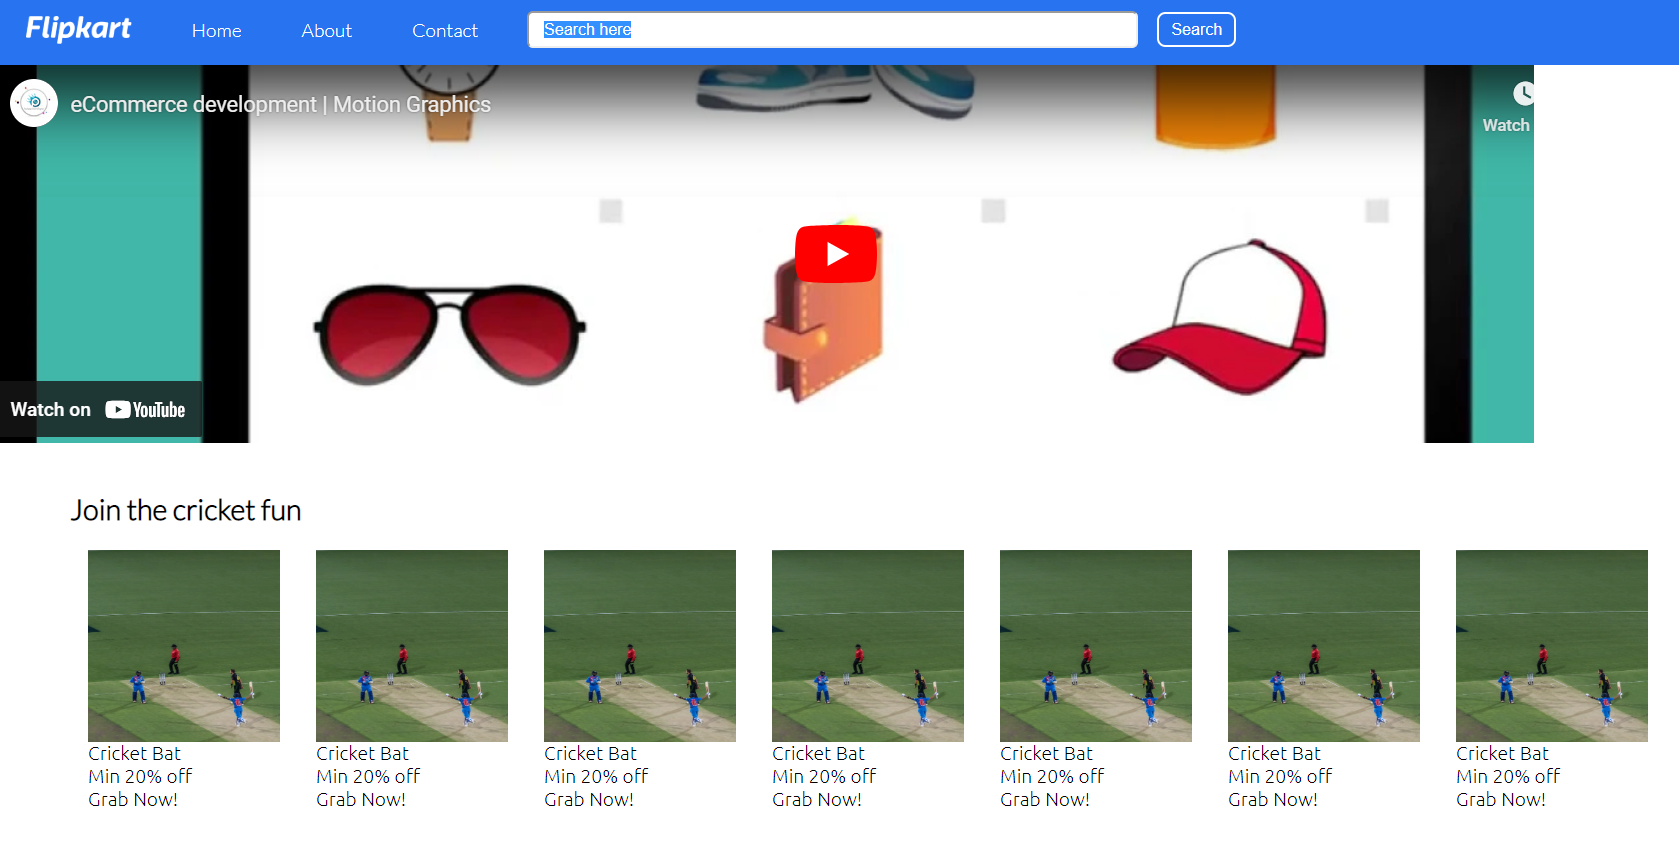 Flipkart Home About Contact Search here Search
eCommerce development | Motion Graphics
Watch
Watch on YouTube
Join the cricket fun
Cricket Bat Cricket Bat Cricket Bat Cricket Bat Cricket Bat Cricket Bat Cricket Bat
Min 20% off Min 20% off Min 20% off Min 20% off Min 20% off Min 20% off Min 20% off
Grab Now! Grab Now! Grab Now! Grab Now! Grab Now! Grab Now! Grab Now!